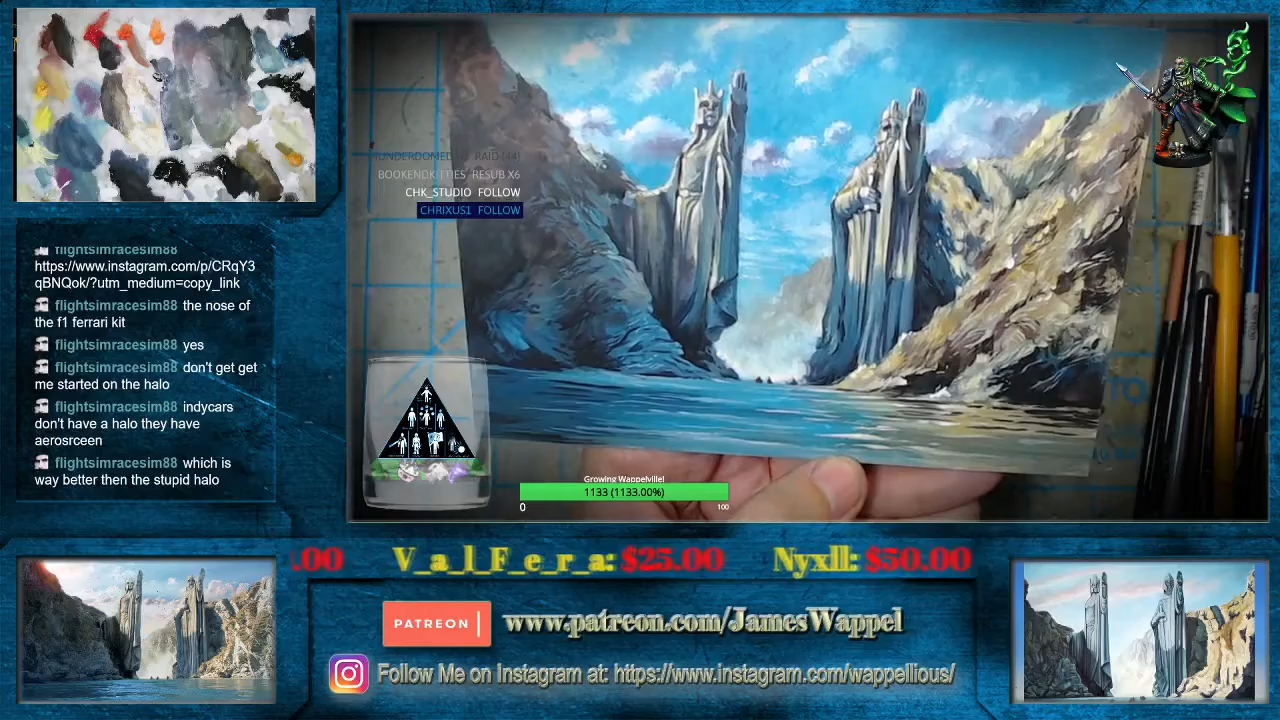 flightsimracesim88
https://www.instagram.com/p/CRqY3
qBNQok/?utm_medium=copy_link
flightsimracesim88 the nose of
the f1 ferrari kit
flightsimracesim88 yes
flightsimracesim88 don't get get
me started on the halo
flightsimracesim88 indycars
don't have a halo they have
aerosrceen
flightsimracesim88 which is
way better then the stupid halo
RAID (44)
BOOKENDKITTIES RESUB X6
CHK_STUDIO FOLLOW
CHRIXUS1 FOLLOW
Growing Wappelville!
1133 (1133.00%)
0 100
.00 V_a_l_F_e_r_a: $25.00 Nyxll: $50.00
PATREON www.patreon.com/JamesWappel
Follow Me on Instagram at: https://www.instagram.com/wappellious/